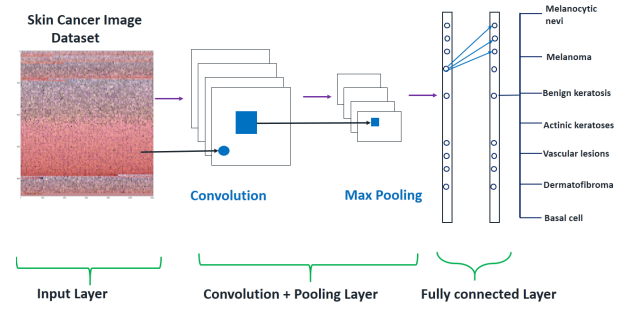 Skin Cancer Image
Dataset
Convolution
Max Pooling
Melanocytic
nevi
Melanoma
Benign keratosis
Actinic keratoses
Vascular lesions
Dermatofibroma
Basal cell
Input Layer
Convolution + Pooling Layer
Fully connected Layer